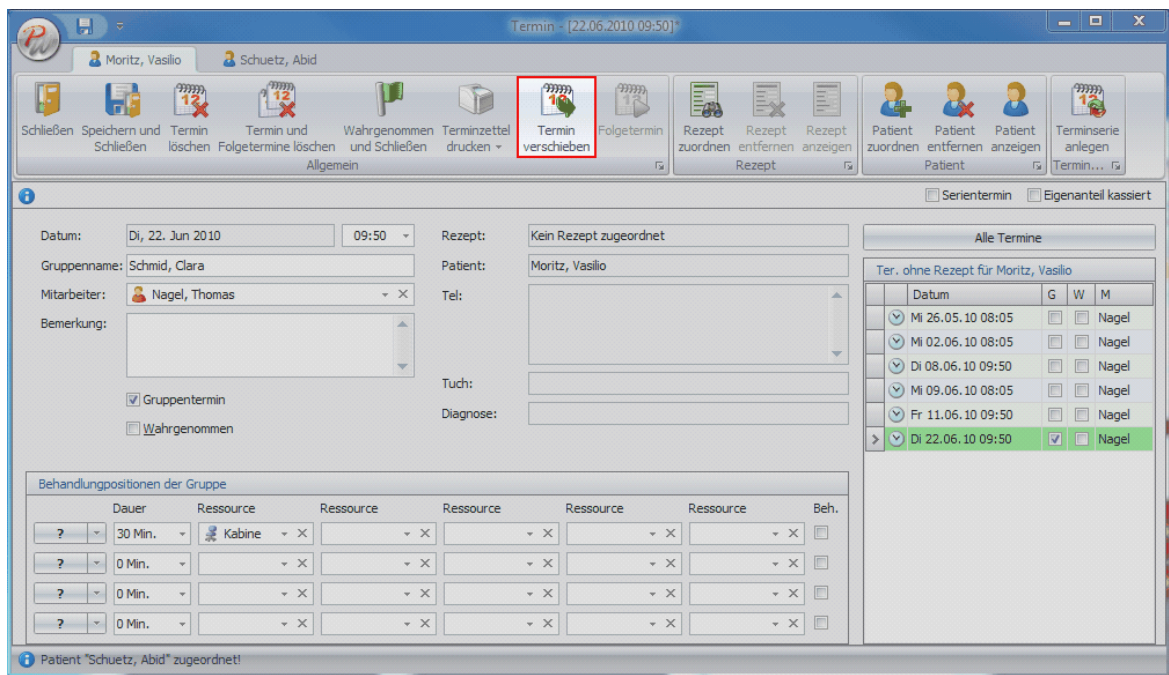 Termin - [22.06.2010 09:50]*
Moritz, Vasilio
Schuetz, Abid
Schließen
Speichern und Schließen
Termin löschen
Termin und Folgetermine löschen
Wahrgenommen und Schließen
Terminzettel drucken
Termin verschieben
Folgetermin
Allgemein
Rezept zuordnen
Rezept entfernen
Rezept anzeigen
Rezept
Patient zuordnen
Patient entfernen
Patient anzeigen
Patient
Terminserie anlegen
Termin...
Serientermin
Eigenanteil kassiert
Datum: Di, 22. Jun 2010 09:50
Gruppenname: Schmid, Clara
Mitarbeiter: Nagel, Thomas
Bemerkung:
Gruppentermin
Wahrgenommen
Rezept: Kein Rezept zugeordnet
Patient: Moritz, Vasilio
Tel:
Tuch:
Diagnose:
Alle Termine
Ter. ohne Rezept für Moritz, Vasilio
Datum G W M
Mi 26.05.10 08:05 Nagel
Mi 02.06.10 08:05 Nagel
Di 08.06.10 09:50 Nagel
Mi 09.06.10 08:05 Nagel
Fr 11.06.10 09:50 Nagel
Di 22.06.10 09:50 Nagel
Behandlungpositionen der Gruppe
Dauer Ressource Ressource Ressource Ressource Ressource Beh.
? 30 Min. Kabine
? 0 Min.
? 0 Min.
? 0 Min.
Patient "Schuetz, Abid" zugeordnet!